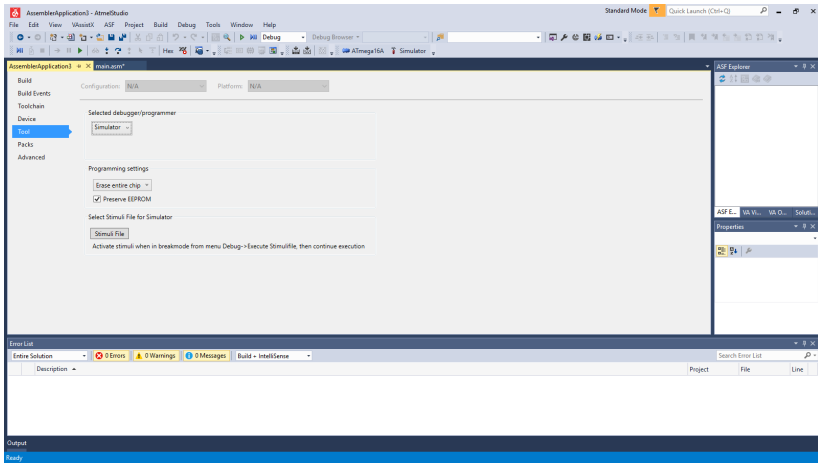 AssemblerApplication3 - AtmelStudio
Standard Mode
Quick Launch (Ctrl+Q)
File Edit View VAssistX ASF Project Build Debug Tools Window Help
Debug
Debug Browser
Hex
ATmega16A
Simulator
AssemblerApplication3
main.asm*
Build
Build Events
Toolchain
Device
Tool
Packs
Advanced
Configuration: N/A
Platform: N/A
Selected debugger/programmer
Simulator
Programming settings
Erase entire chip
Preserve EEPROM
Select Stimuli File for Simulator
Stimuli File
Activate stimuli when in breakmode from menu Debug->Execute Stimulifile, then continue execution
ASF Explorer
ASF E... VA Vi... VA O... Soluti...
Properties
Error List
Entire Solution
0 Errors
0 Warnings
0 Messages
Build + IntelliSense
Search Error List
Description
Project
File
Line
Output
Ready